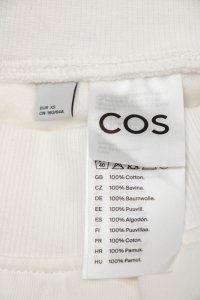 EUR XS
CN 160/64A
COS
40
GB 100% Cotton.
CZ 100% Bavlna.
DE 100% Baumwolle.
EE 100% Puuvill.
ES 100% Algodón.
FI 100% Puuvillaa.
FR 100% Coton.
HR 100% Pamuk.
HU 100% Pamut.